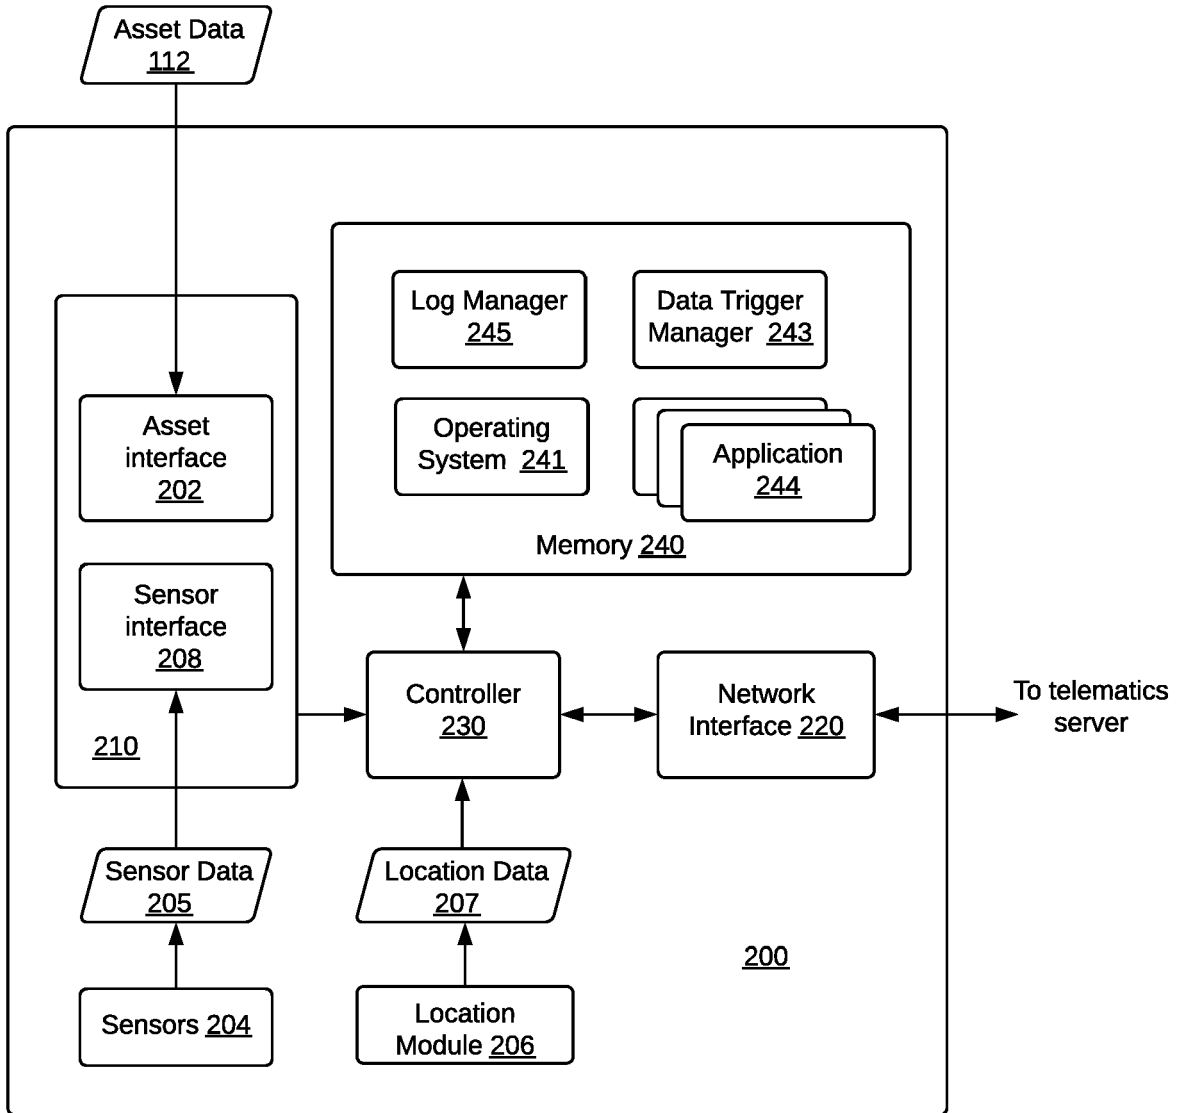 Asset Data
112
Log Manager
245
Data Trigger
Manager 243
Asset
interface
202
Operating
System 241
Application
244
Memory 240
Sensor
interface
208
210
Controller
230
Network
Interface 220
To telematics
server
Sensor Data
205
Location Data
207
200
Sensors 204
Location
Module 206